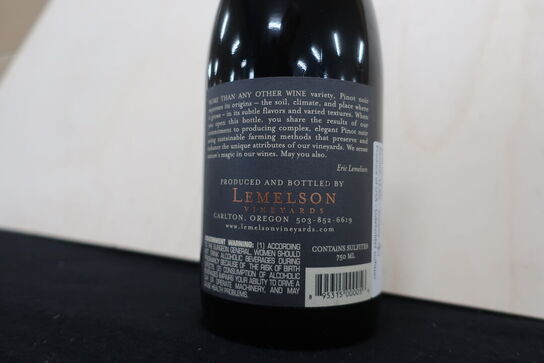 MORE THAN ANY OTHER WINE variety, Pinot noir
expresses its origins – the soil, climate, and place where
it grows – in its subtle flavors and varied textures. When
you open this bottle, you share the results of our
commitment to producing complex, elegant Pinot noir
using sustainable farming methods that preserve and
enhance the unique attributes of our vineyards. We sense
nature's magic in our wines. May you also.
Eric Lemelson
PRODUCED AND BOTTLED BY
LEMELSON
VINEYARDS
CARLTON, OREGON 503-852-6619
www.lemelsonvineyards.com
GOVERNMENT WARNING: (1) ACCORDING
TO THE SURGEON GENERAL, WOMEN SHOULD
NOT DRINK ALCOHOLIC BEVERAGES DURING
PREGNANCY BECAUSE OF THE RISK OF BIRTH
DEFECTS. (2) CONSUMPTION OF ALCOHOLIC
BEVERAGES IMPAIRS YOUR ABILITY TO DRIVE A
CAR OR OPERATE MACHINERY, AND MAY
CAUSE HEALTH PROBLEMS.
CONTAINS SULFITES
750 ML
8 95315 00009